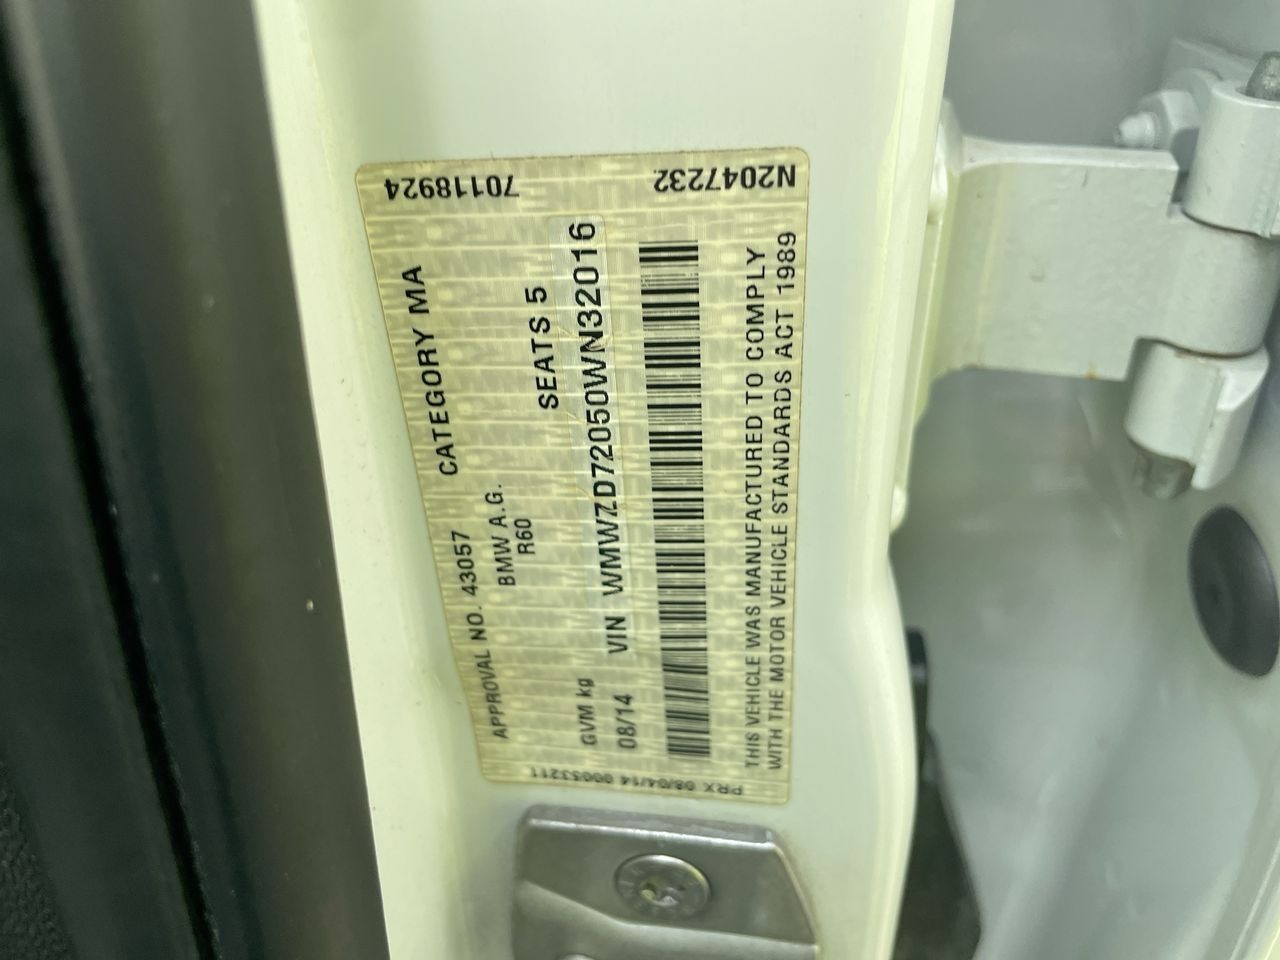 APPROVAL NO. 43057 CATEGORY MA
BMW A.G.
R60 SEATS 5
GVM kg
08/14 VIN WMWZD72050WN32016
THIS VEHICLE WAS MANUFACTURED TO COMPLY
WITH THE MOTOR VEHICLE STANDARDS ACT 1989
70118924 N2047232
PRX 08/04/14 00053211